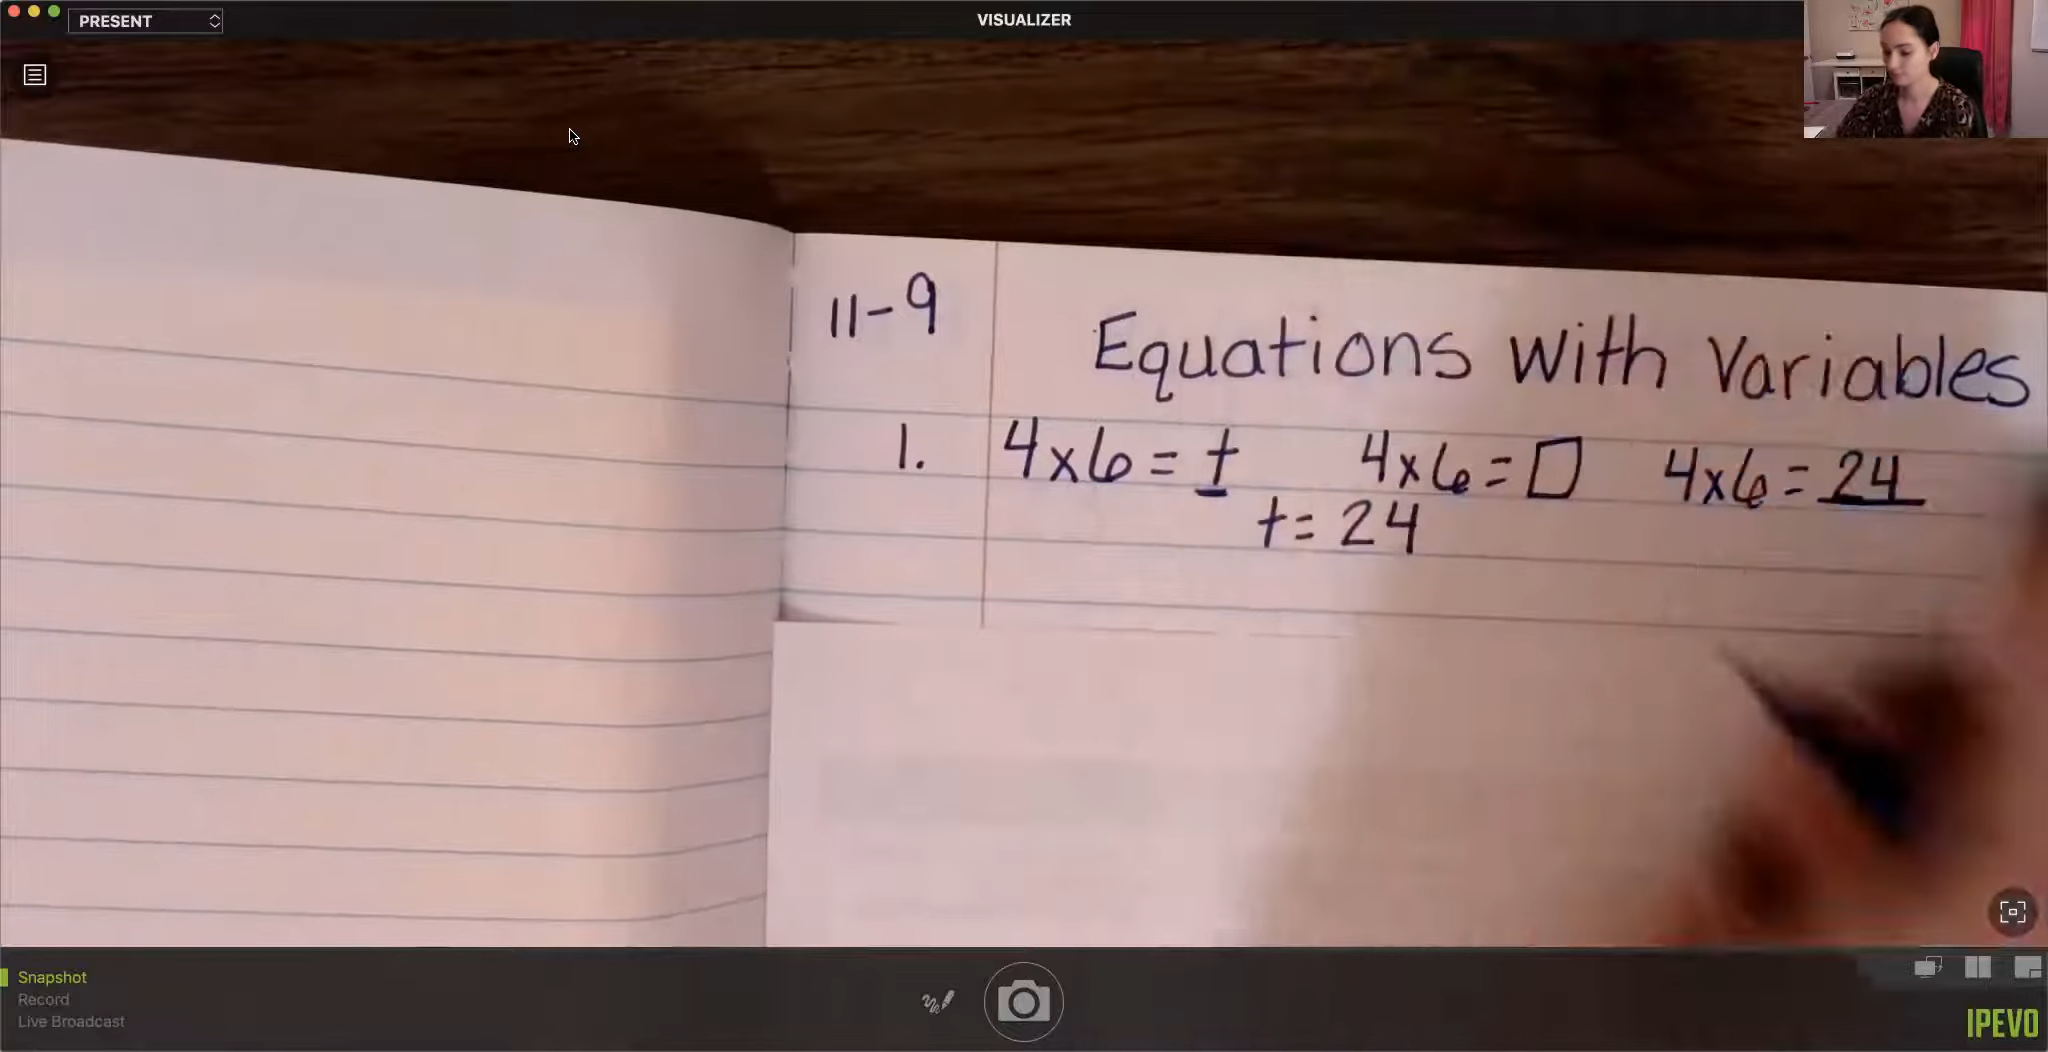 PRESENT
VISUALIZER
11-9
Equations with Variables
1. 4x6 = t 4x6 = □ 4x6 = 24
t = 24
Snapshot
Record
Live Broadcast
IPEVO